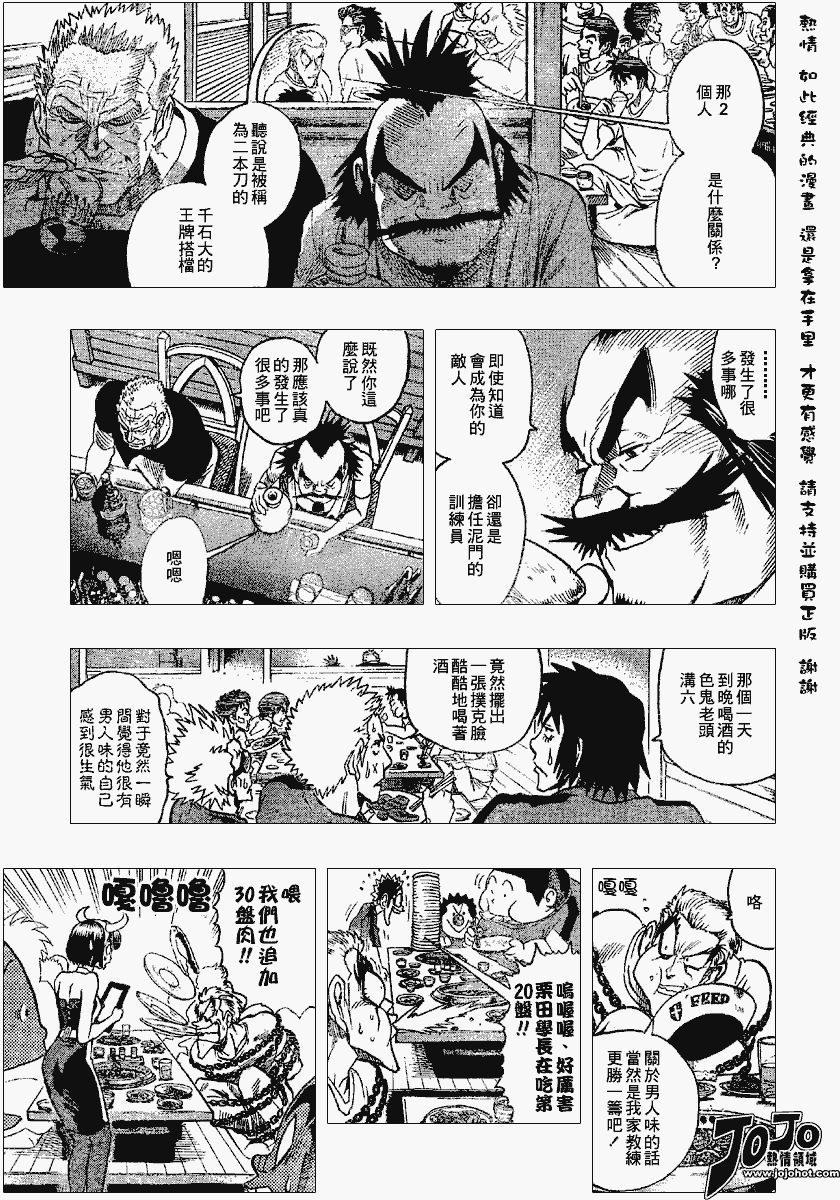 那2
個人
是什麼關係？
聽說是被稱
為二本刀的
千石大的
王牌搭檔
…………
發生了很
多事哪
即使知道
會成為你的
敵人
卻還是
擔任泥門的
訓練員
既然你這
麼說了
那應該真
的發生了
很多事吧
嗯嗯
那個一天
到晚喝酒的
色鬼老頭
溝六
竟然擺出
一張撲克臉
酷酷地喝著
酒
對于竟然一瞬
間覺得他很有
男人味的自己
感到很生氣
咯
嘎嘎
FEED
關於男人味的話
當然是我家教練
更勝一籌吧！
嗚喔喔、好厲害
栗田學長在吃第
20盤!!
喂
我們也追加
30盤肉!!
嘎嚕嚕
熱情 如此經典的漫畫 還是拿在手里 才更有感覺 請支持並購買正版 謝謝
JOJO
熱情領域
www.jojohot.com